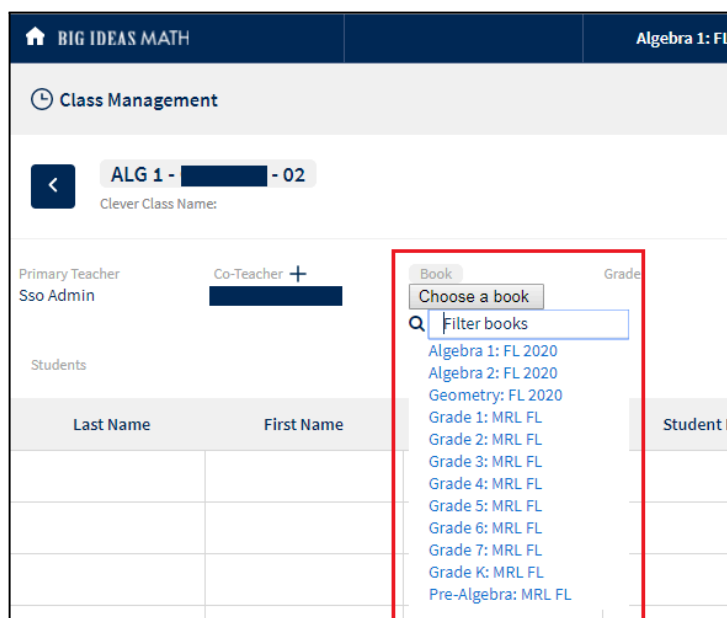 BIG IDEAS MATH
Algebra 1: FL
Class Management
ALG 1 - - 02
Clever Class Name:
Primary Teacher
Sso Admin
Co-Teacher +
Book
Choose a book
Filter books
Algebra 1: FL 2020
Algebra 2: FL 2020
Geometry: FL 2020
Grade 1: MRL FL
Grade 2: MRL FL
Grade 3: MRL FL
Grade 4: MRL FL
Grade 5: MRL FL
Grade 6: MRL FL
Grade 7: MRL FL
Grade K: MRL FL
Pre-Algebra: MRL FL
Grade
Students
Last Name
First Name
Student